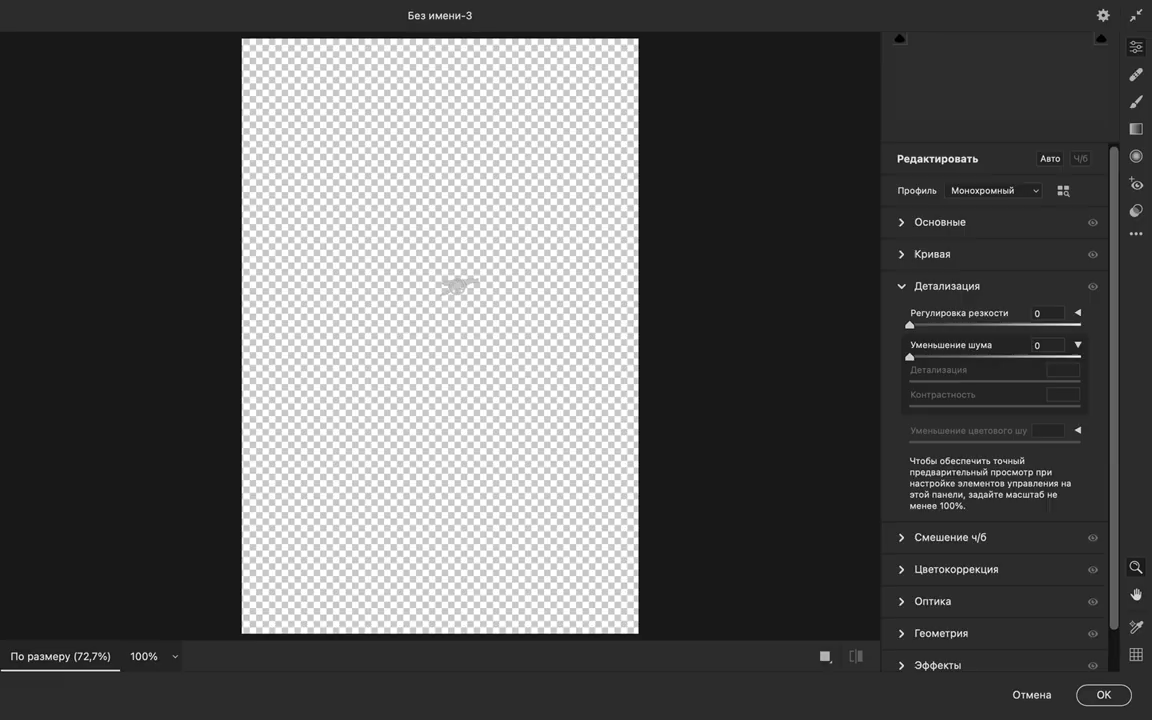 Без имени-3
Редактировать Авто Ч/б
Профиль Монохромный
Основные
Кривая
Детализация
Регулировка резкости 0
Уменьшение шума 0
Детализация
Контрастность
Уменьшение цветового шу
Чтобы обеспечить точный
предварительный просмотр при
настройке элементов управления на
этой панели, задайте масштаб не
менее 100%.
Смешение ч/б
Цветокоррекция
Оптика
Геометрия
Эффекты
По размеру (72,7%) 100%
Отмена ОК